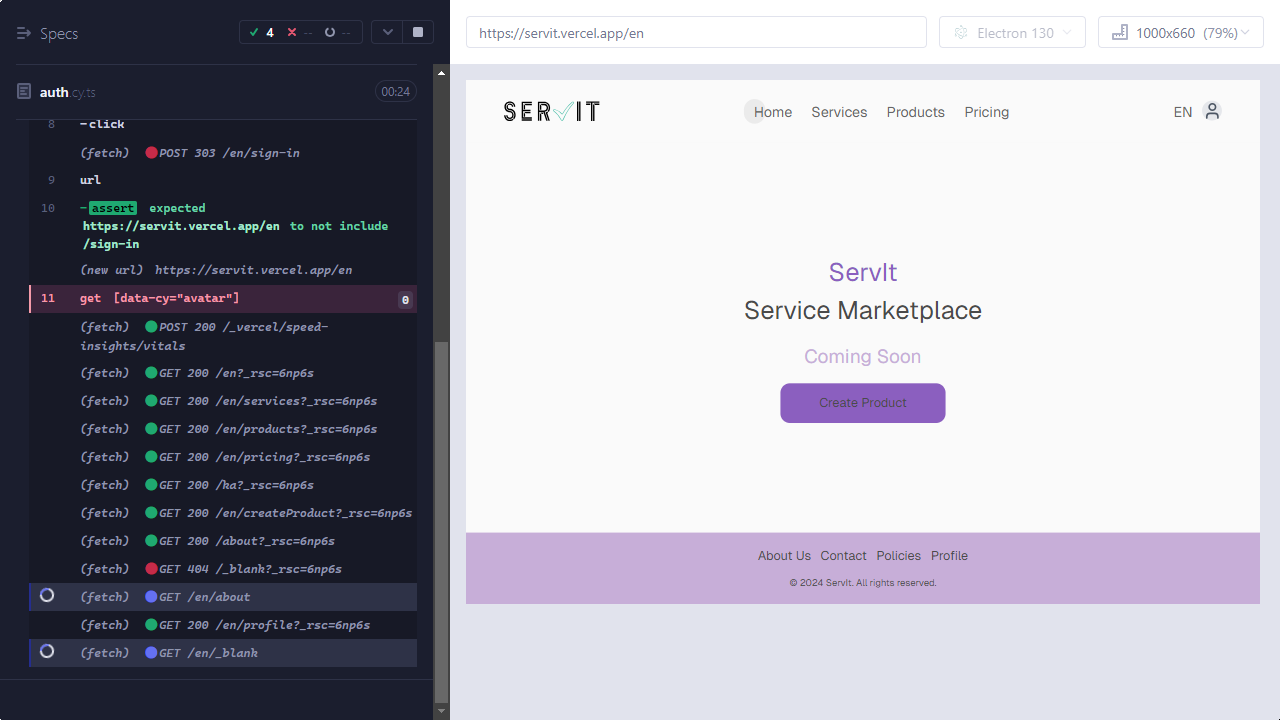 Specs
4 -- --
auth.cy.ts
00:24
8 -click
(fetch) POST 303 /en/sign-in
9 url
10 -assert expected
https://servit.vercel.app/en to not include
/sign-in
(new url) https://servit.vercel.app/en
11 get [data-cy="avatar"] 0
(fetch) POST 200 /_vercel/speed-
insights/vitals
(fetch) GET 200 /en?_rsc=6np6s
(fetch) GET 200 /en/services?_rsc=6np6s
(fetch) GET 200 /en/products?_rsc=6np6s
(fetch) GET 200 /en/pricing?_rsc=6np6s
(fetch) GET 200 /ka?_rsc=6np6s
(fetch) GET 200 /en/createProduct?_rsc=6np6s
(fetch) GET 200 /about?_rsc=6np6s
(fetch) GET 404 /_blank?_rsc=6np6s
(fetch) GET /en/about
(fetch) GET 200 /en/profile?_rsc=6np6s
(fetch) GET /en/_blank
https://servit.vercel.app/en
Electron 130
1000x660 (79%)
SERVIT
Home Services Products Pricing
EN
ServIt
Service Marketplace
Coming Soon
Create Product
About Us Contact Policies Profile
© 2024 ServIt. All rights reserved.